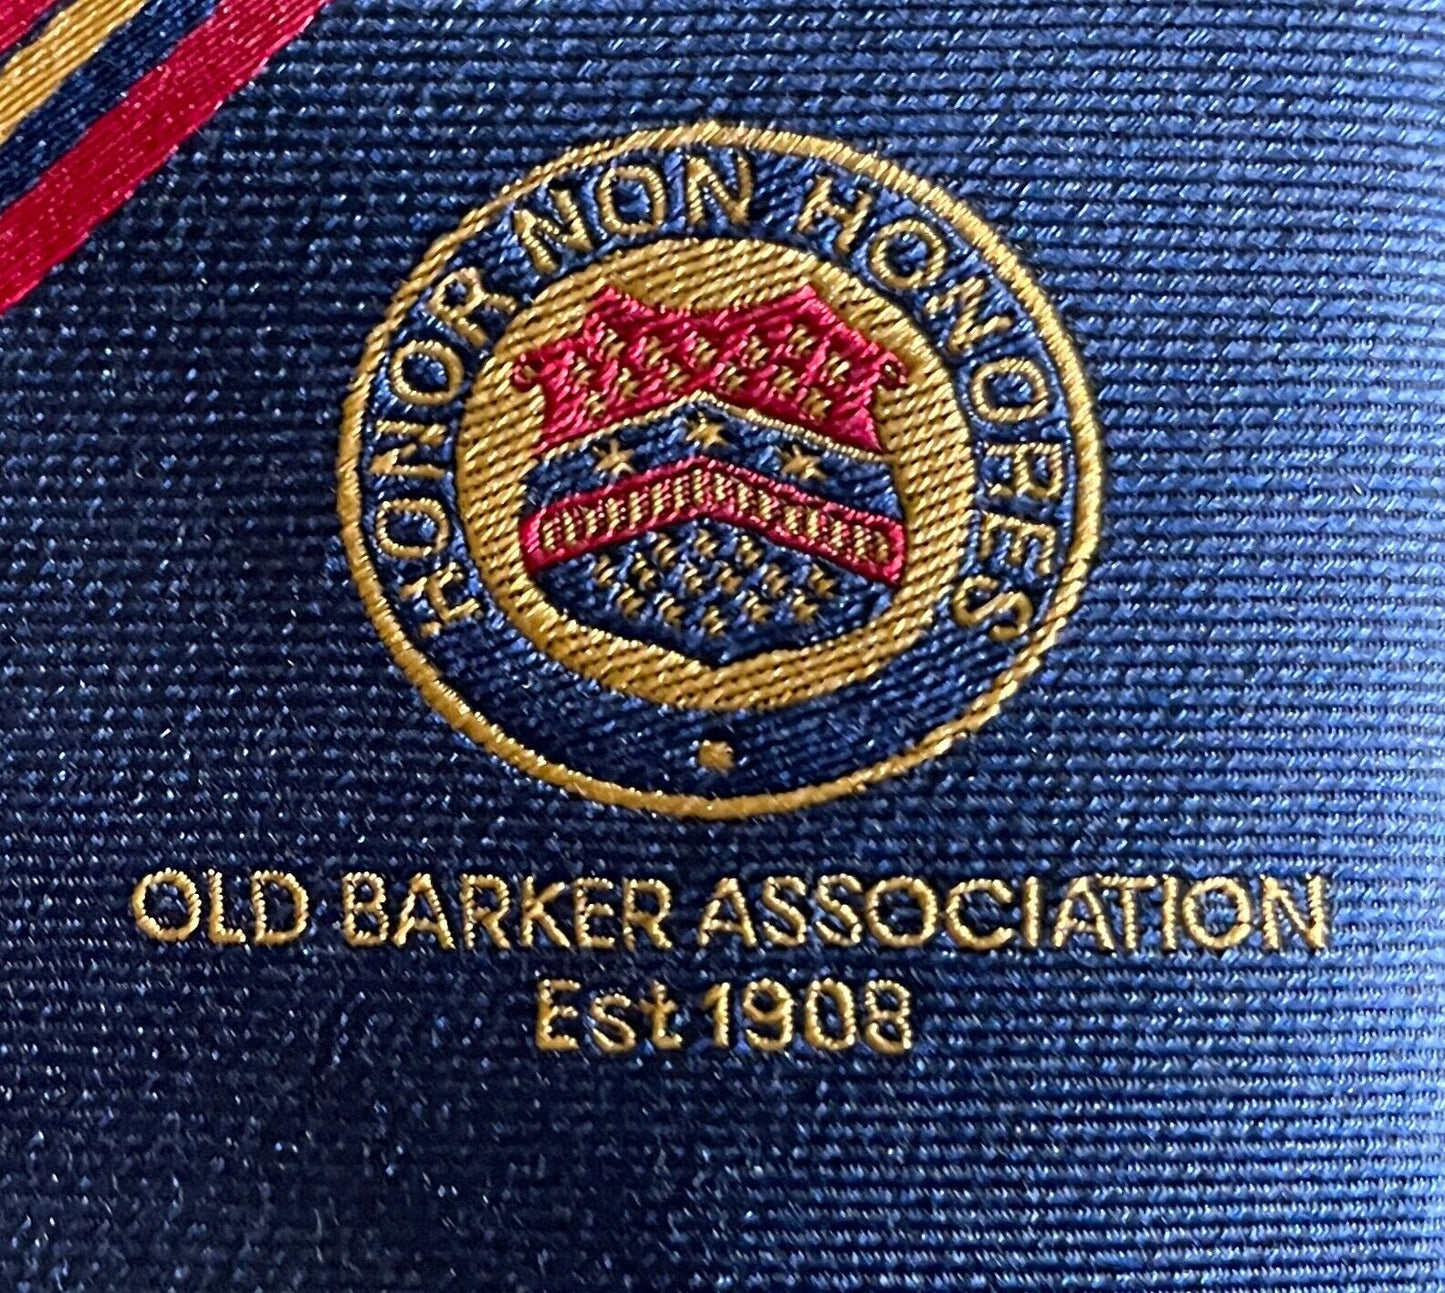 HONOR NON HONORES
OLD BARKER ASSOCIATION
Est 1908